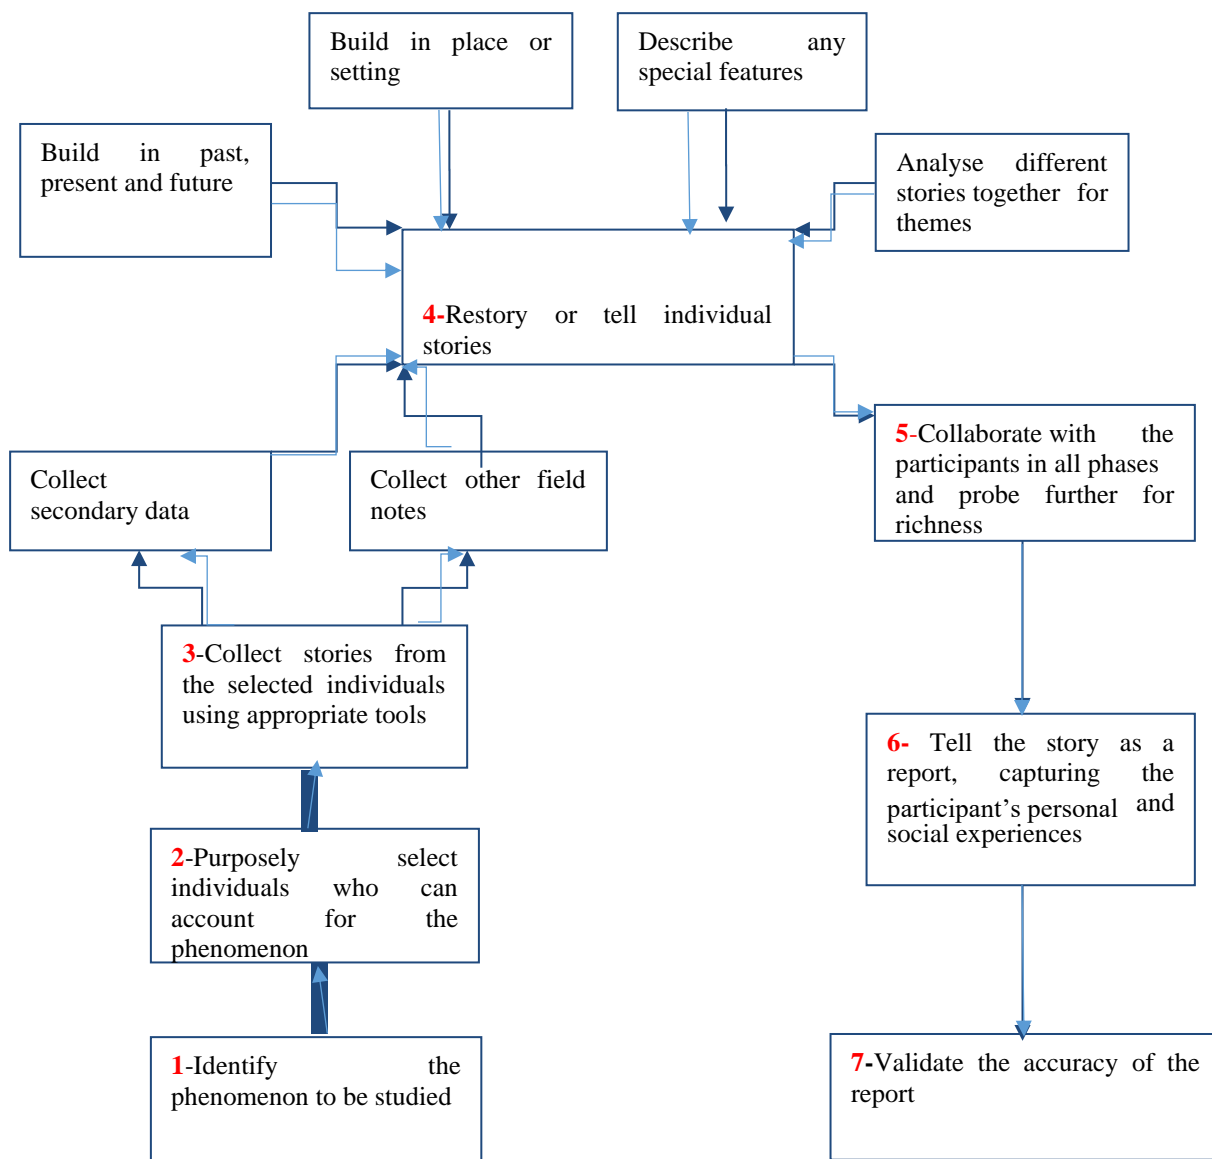 Build in place or
setting
Describe any
special features
Build in past,
present and future
Analyse different
stories together for
themes
4-Restory or tell individual
stories
5-Collaborate with the
participants in all phases
and probe further for
richness
Collect
secondary data
Collect other field
notes
3-Collect stories from
the selected individuals
using appropriate tools
6- Tell the story as a
report, capturing the
participant's personal and
social experiences
2-Purposely select
individuals who can
account for the
phenomenon
1-Identify the
phenomenon to be studied
7-Validate the accuracy of the
report